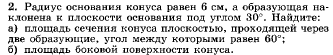 2. Радиус основания конуса равен 6 см, а образующая на-
клонена к плоскости основания под углом 30°. Найдите:
а) площадь сечения конуса плоскостью, проходящей через
две образующие, угол между которыми равен 60°;
б) площадь боковой поверхности конуса.